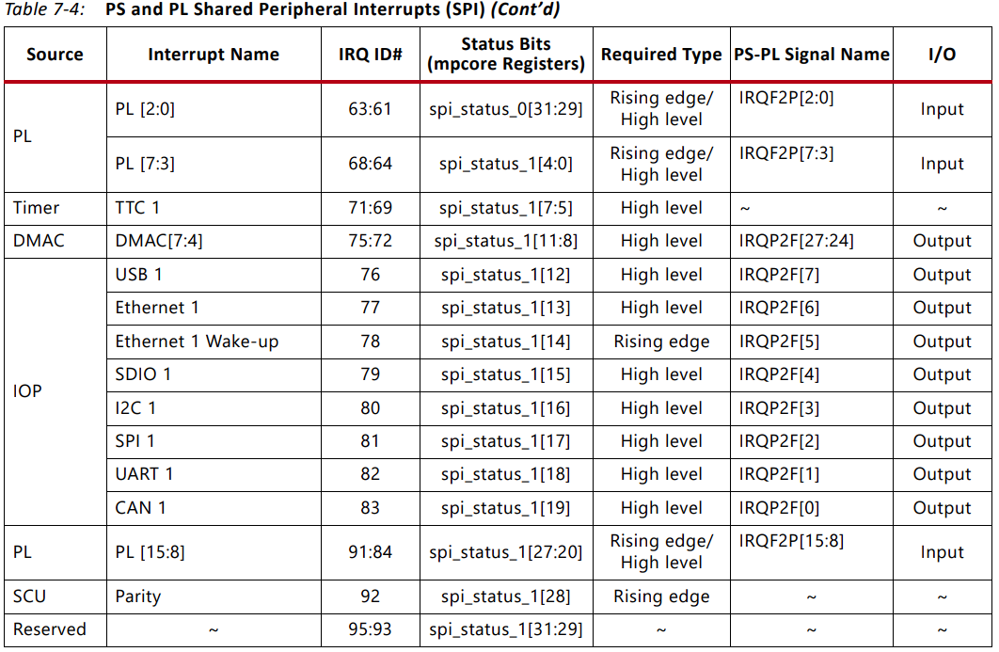 Table 7-4: PS and PL Shared Peripheral Interrupts (SPI) (Cont'd)
Source Interrupt Name IRQ ID# Status Bits (mpcore Registers) Required Type PS-PL Signal Name I/O
PL PL [2:0] 63:61 spi_status_0[31:29] Rising edge/ High level IRQF2P[2:0] Input
PL [7:3] 68:64 spi_status_1[4:0] Rising edge/ High level IRQF2P[7:3] Input
Timer TTC 1 71:69 spi_status_1[7:5] High level ~ ~
DMAC DMAC[7:4] 75:72 spi_status_1[11:8] High level IRQP2F[27:24] Output
IOP USB 1 76 spi_status_1[12] High level IRQP2F[7] Output
Ethernet 1 77 spi_status_1[13] High level IRQP2F[6] Output
Ethernet 1 Wake-up 78 spi_status_1[14] Rising edge IRQP2F[5] Output
SDIO 1 79 spi_status_1[15] High level IRQP2F[4] Output
I2C 1 80 spi_status_1[16] High level IRQP2F[3] Output
SPI 1 81 spi_status_1[17] High level IRQP2F[2] Output
UART 1 82 spi_status_1[18] High level IRQP2F[1] Output
CAN 1 83 spi_status_1[19] High level IRQP2F[0] Output
PL PL [15:8] 91:84 spi_status_1[27:20] Rising edge/ High level IRQF2P[15:8] Input
SCU Parity 92 spi_status_1[28] Rising edge ~ ~
Reserved ~ 95:93 spi_status_1[31:29] ~ ~ ~